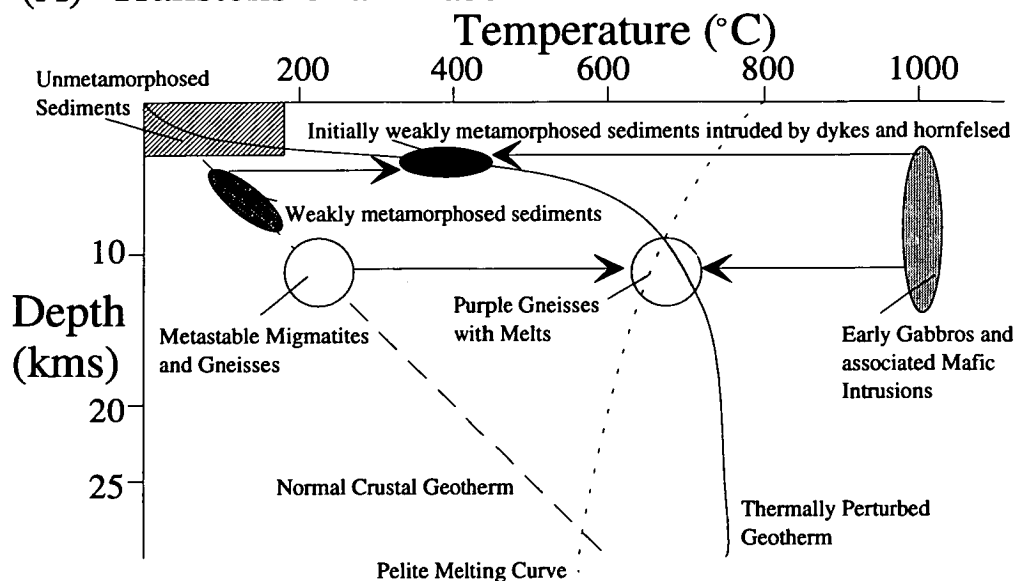 Temperature (°C)
200 400 600 800 1000
Unmetamorphosed
Sediments
Initially weakly metamorphosed sediments intruded by dykes and hornfelsed
Weakly metamorphosed sediments
10
Depth
(kms)
Metastable Migmatites
and Gneisses
Purple Gneisses
with Melts
Early Gabbros and
associated Mafic
Intrusions
20
25
Normal Crustal Geotherm
Thermally Perturbed
Geotherm
Pelite Melting Curve